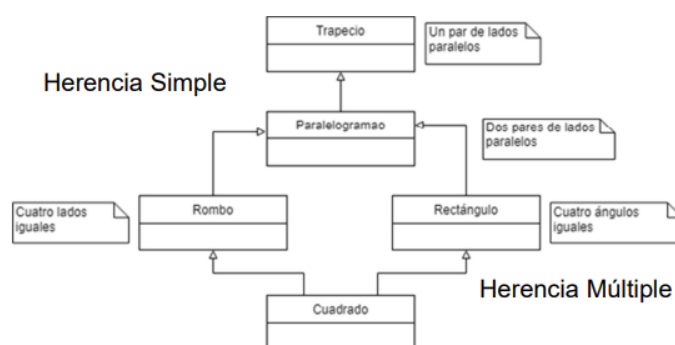 Trapecio
Un par de lados
paralelos
Herencia Simple
Paralelogramao
Dos pares de lados
paralelos
Cuatro lados
iguales
Rombo
Rectángulo
Cuatro ángulos
iguales
Herencia Múltiple
Cuadrado